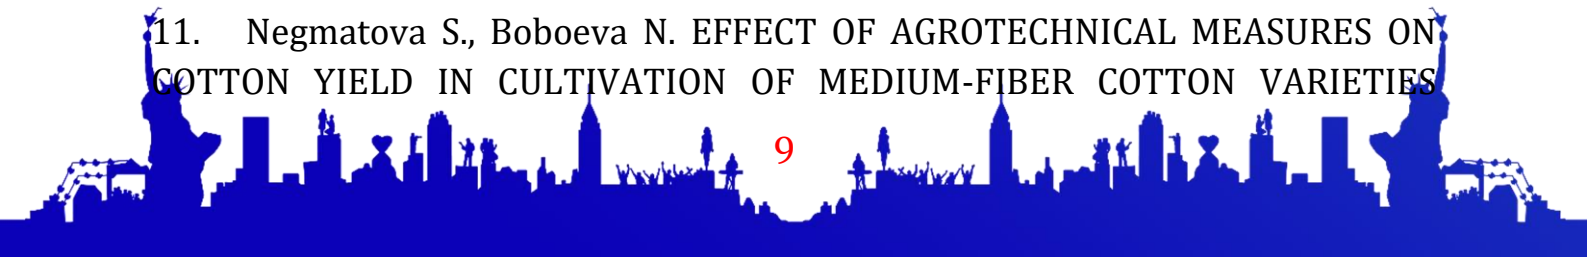 11. Negmatova S., Boboeva N. EFFECT OF AGROTECHNICAL MEASURES ON
COTTON YIELD IN CULTIVATION OF MEDIUM-FIBER COTTON VARIETIES
9